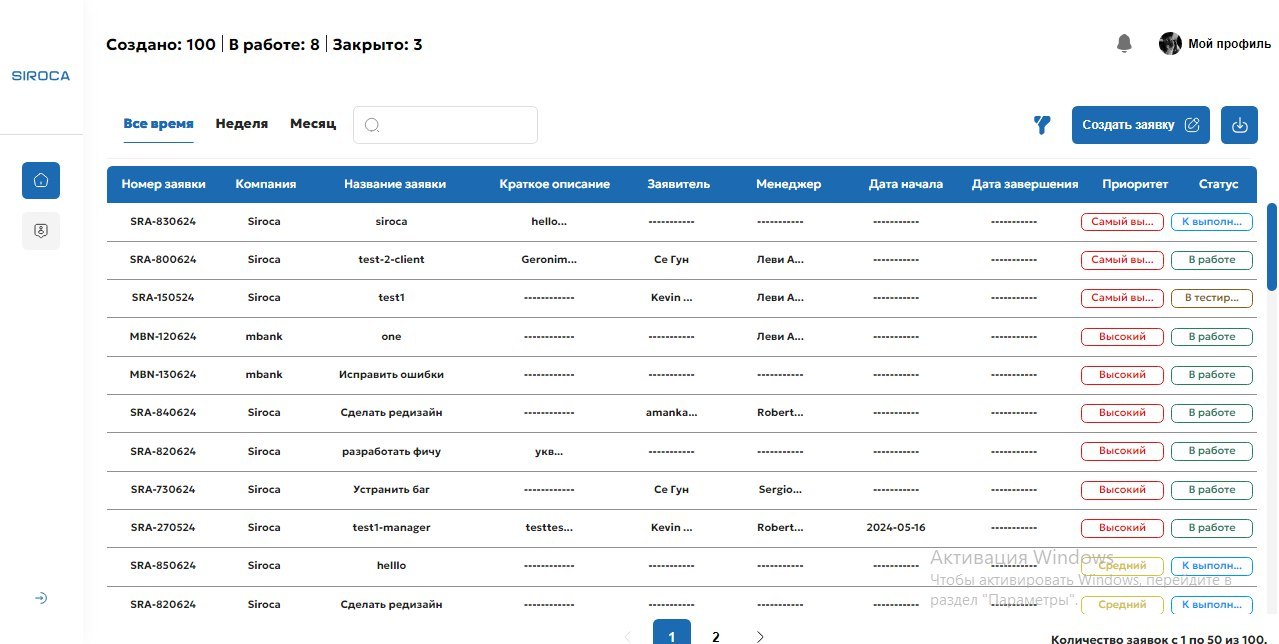 Создано: 100 | В работе: 8 | Закрыто: 3
Мой профиль
SIROCA
Все время Неделя Месяц
Создать заявку
Номер заявки Компания Название заявки Краткое описание Заявитель Менеджер Дата начала Дата завершения Приоритет Статус
SRA-830624 Siroca siroca hello... ----------- ----------- ----------- ----------- Самый вы... К выполн...
SRA-800624 Siroca test-2-client Geronim... Се Гун Леви А... ----------- ----------- Самый вы... В работе
SRA-150524 Siroca test1 ------------ Kevin ... Леви А... ----------- ----------- Самый вы... В тестир...
MBN-120624 mbank one ------------ ----------- Леви А... ----------- ----------- Высокий В работе
MBN-130624 mbank Исправить ошибки ------------ ----------- ----------- ----------- ----------- Высокий В работе
SRA-840624 Siroca Сделать редизайн ------------ amanka... Robert... ----------- ----------- Высокий В работе
SRA-820624 Siroca разработать фичу укв... ----------- ----------- ----------- ----------- Высокий В работе
SRA-730624 Siroca Устранить баг ------------ Се Гун Sergio... ----------- ----------- Высокий В работе
SRA-270524 Siroca test1-manager testtes... Kevin ... Robert... 2024-05-16 ----------- Высокий В работе
SRA-850624 Siroca helllo ------------ ----------- ----------- ----------- ----------- Средний К выполн...
SRA-820624 Siroca Сделать редизайн ------------ ----------- ----------- ----------- ----------- Средний К выполн...
Активация Windows
Чтобы активировать Windows, перейдите в
раздел "Параметры".
1 2
Количество заявок с 1 по 50 из 100.